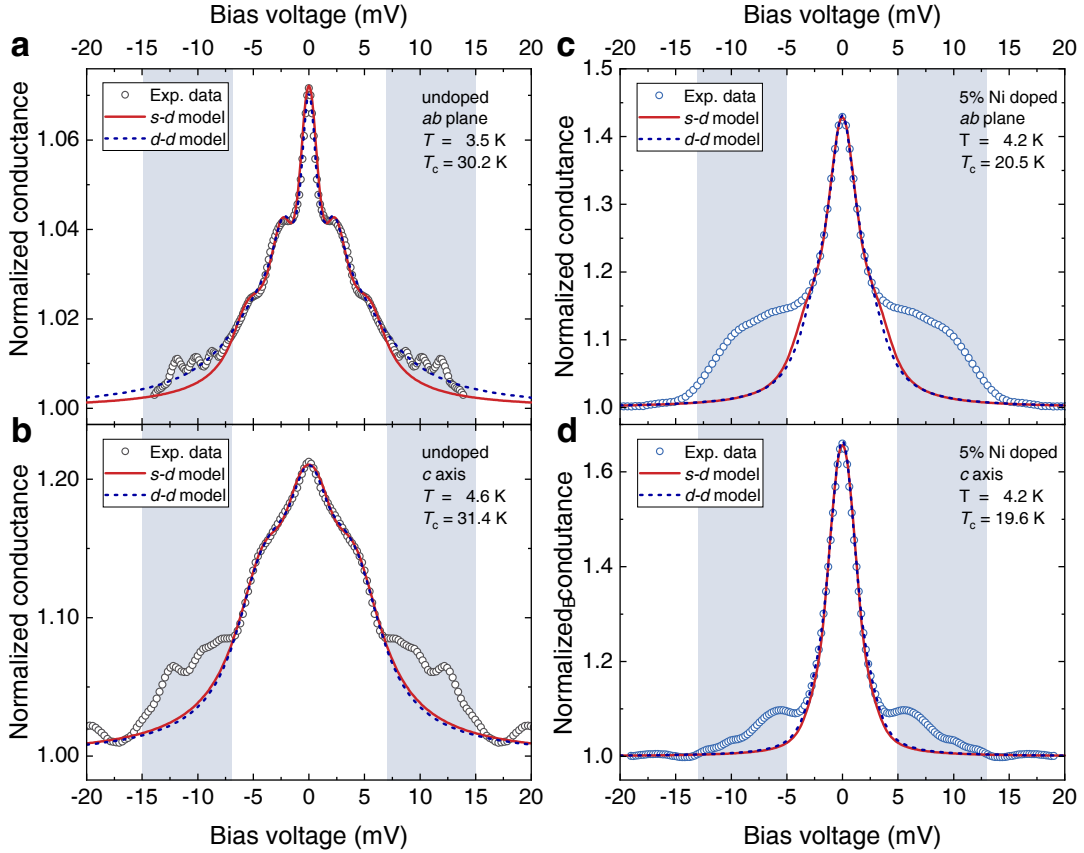 Bias voltage (mV)
-20 -15 -10 -5 0 5 10 15 20
a
Normalized conductance
1.06
1.04
1.02
1.00
Exp. data
s-d model
d-d model
undoped
ab plane
T = 3.5 K
Tc = 30.2 K
b
Normalized conductance
1.20
1.10
1.00
Exp. data
s-d model
d-d model
undoped
c axis
T = 4.6 K
Tc = 31.4 K
-20 -15 -10 -5 0 5 10 15 20
Bias voltage (mV)
Bias voltage (mV)
-20 -15 -10 -5 0 5 10 15 20
c
Normalized condutance
1.5
1.4
1.3
1.2
1.1
1.0
Exp. data
s-d model
d-d model
5% Ni doped
ab plane
T = 4.2 K
Tc = 20.5 K
d
Normalized condutance
B
1.6
1.4
1.2
1.0
Exp. data
s-d model
d-d model
5% Ni doped
c axis
T = 4.2 K
Tc = 19.6 K
-20 -15 -10 -5 0 5 10 15 20
Bias voltage (mV)